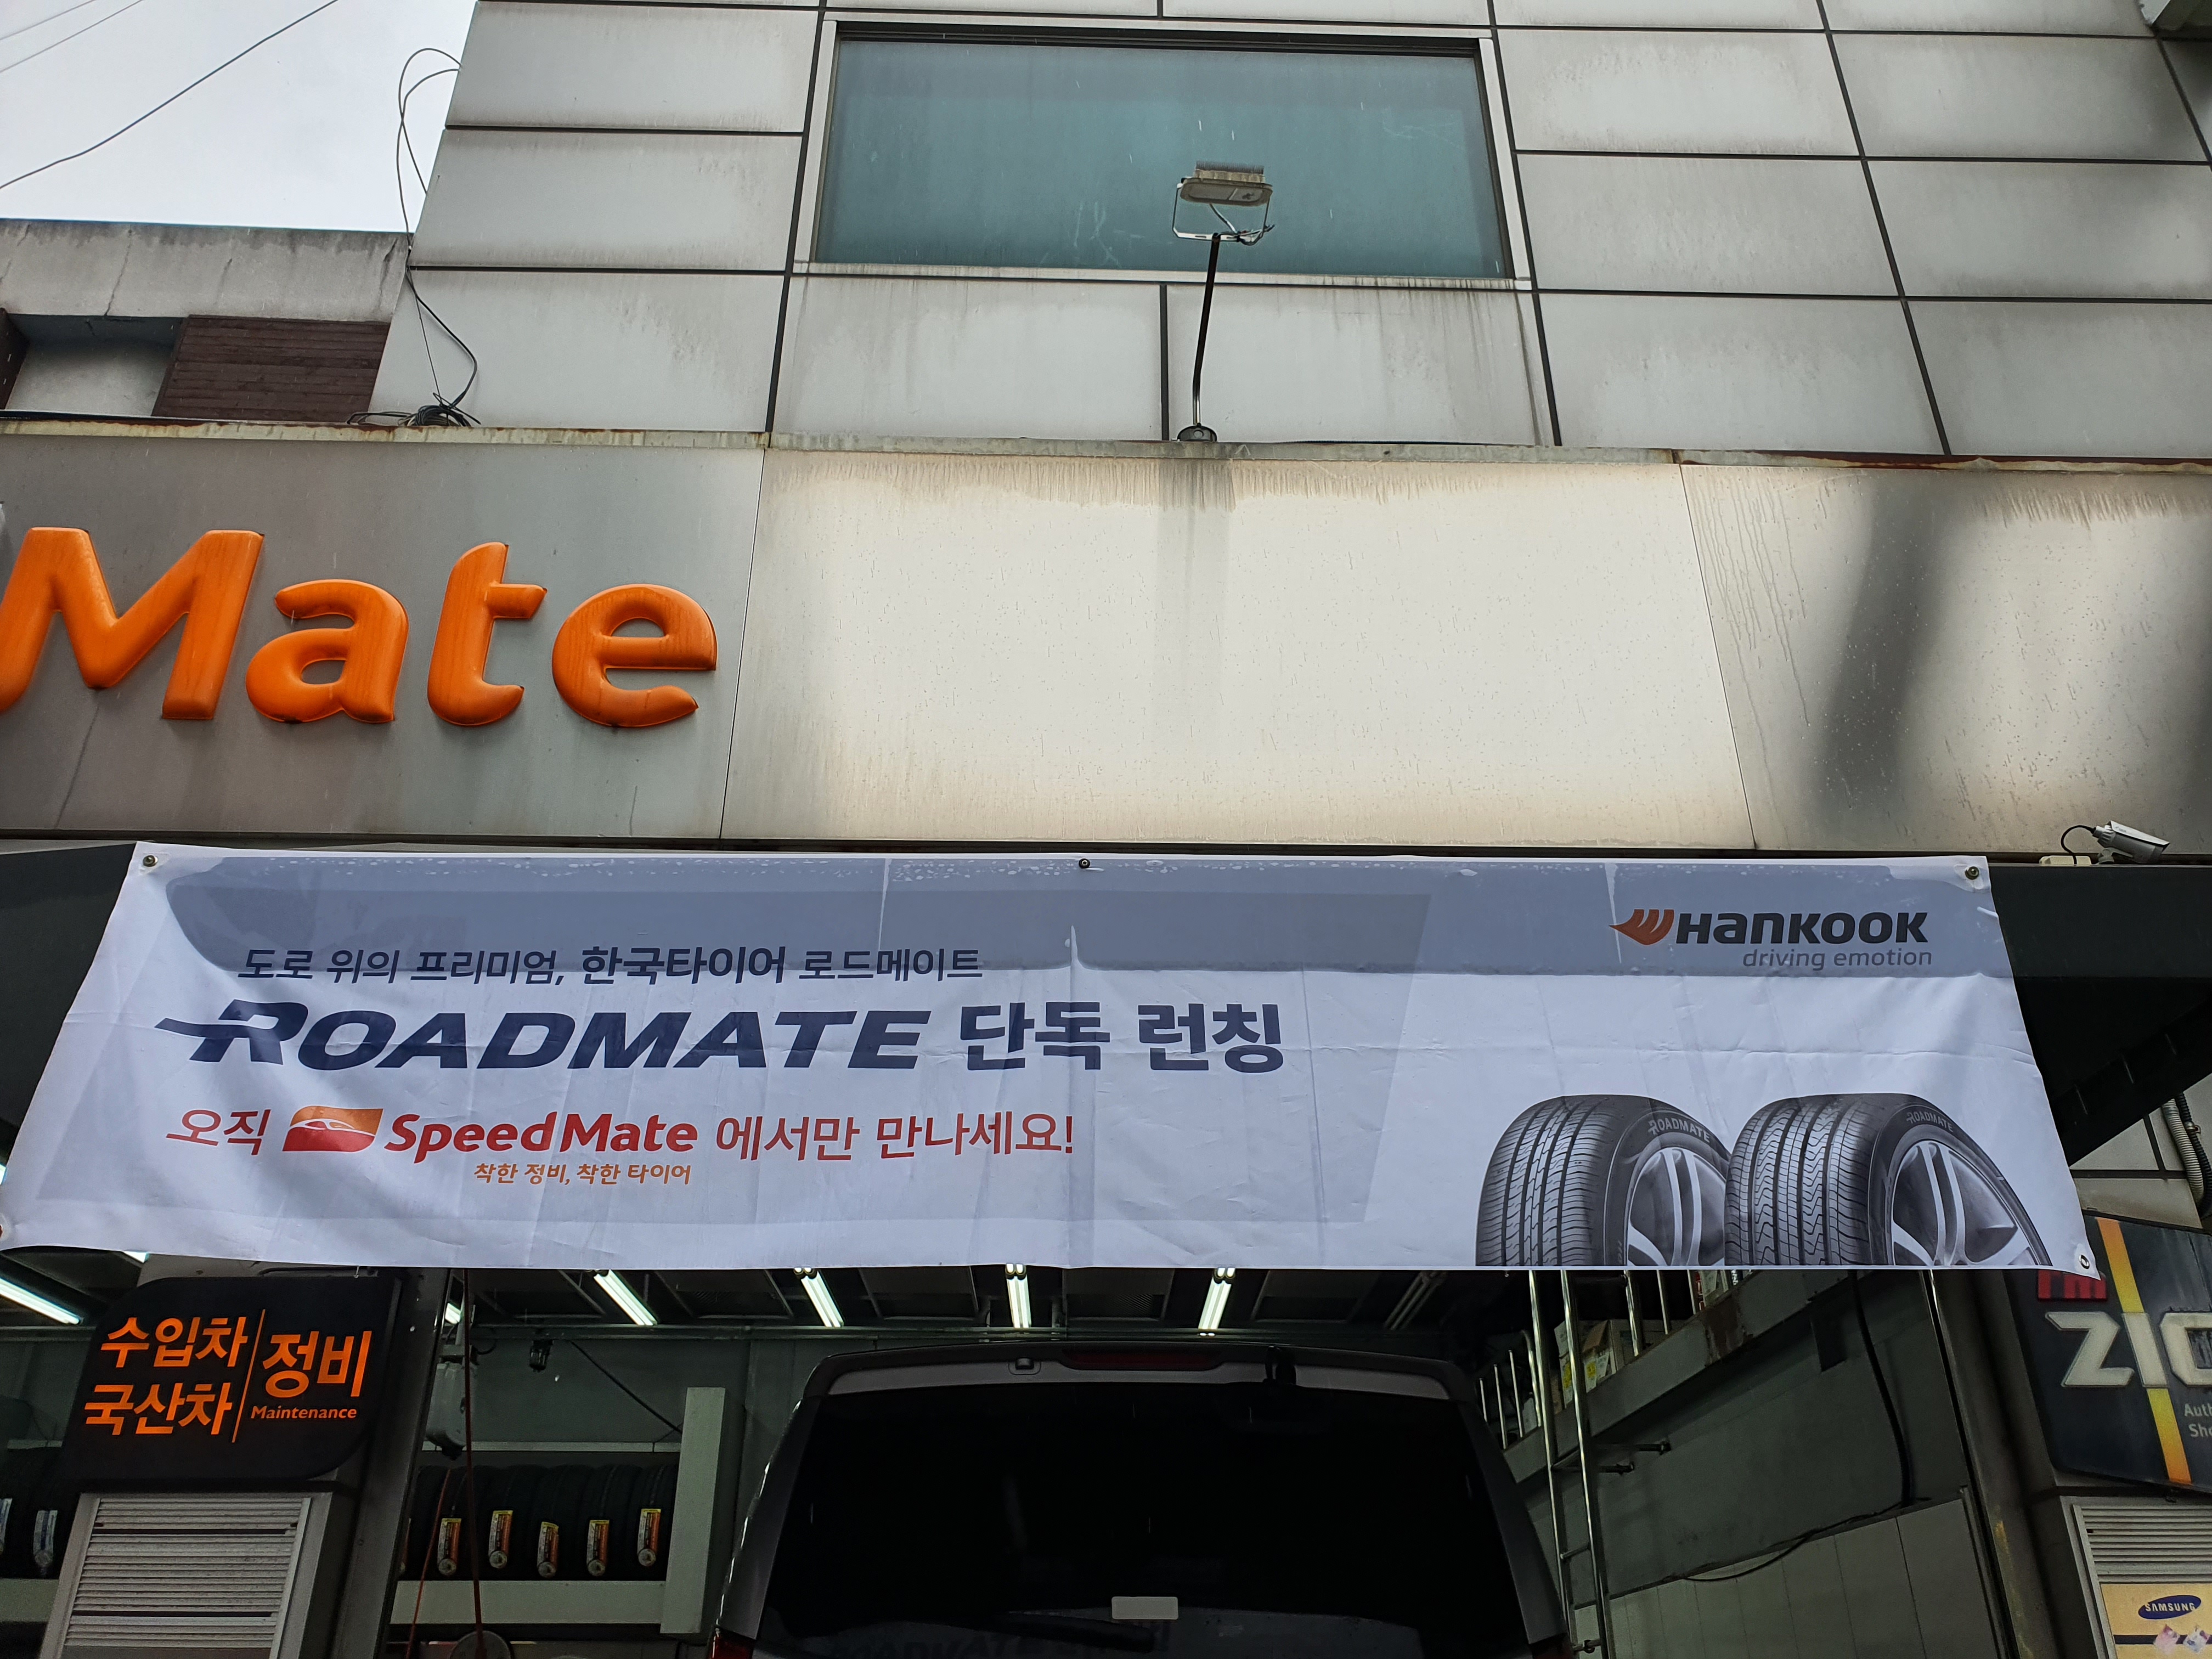 Mate
HANKOOK
driving emotion
도로 위의 프리미엄, 한국타이어 로드메이트
ROADMATE 단독 런칭
오직 SpeedMate 에서만 만나세요!
착한 정비, 착한 타이어
ROADMATE
ROADMATE
수입차
국산차
정비
Maintenance
SAMSUNG